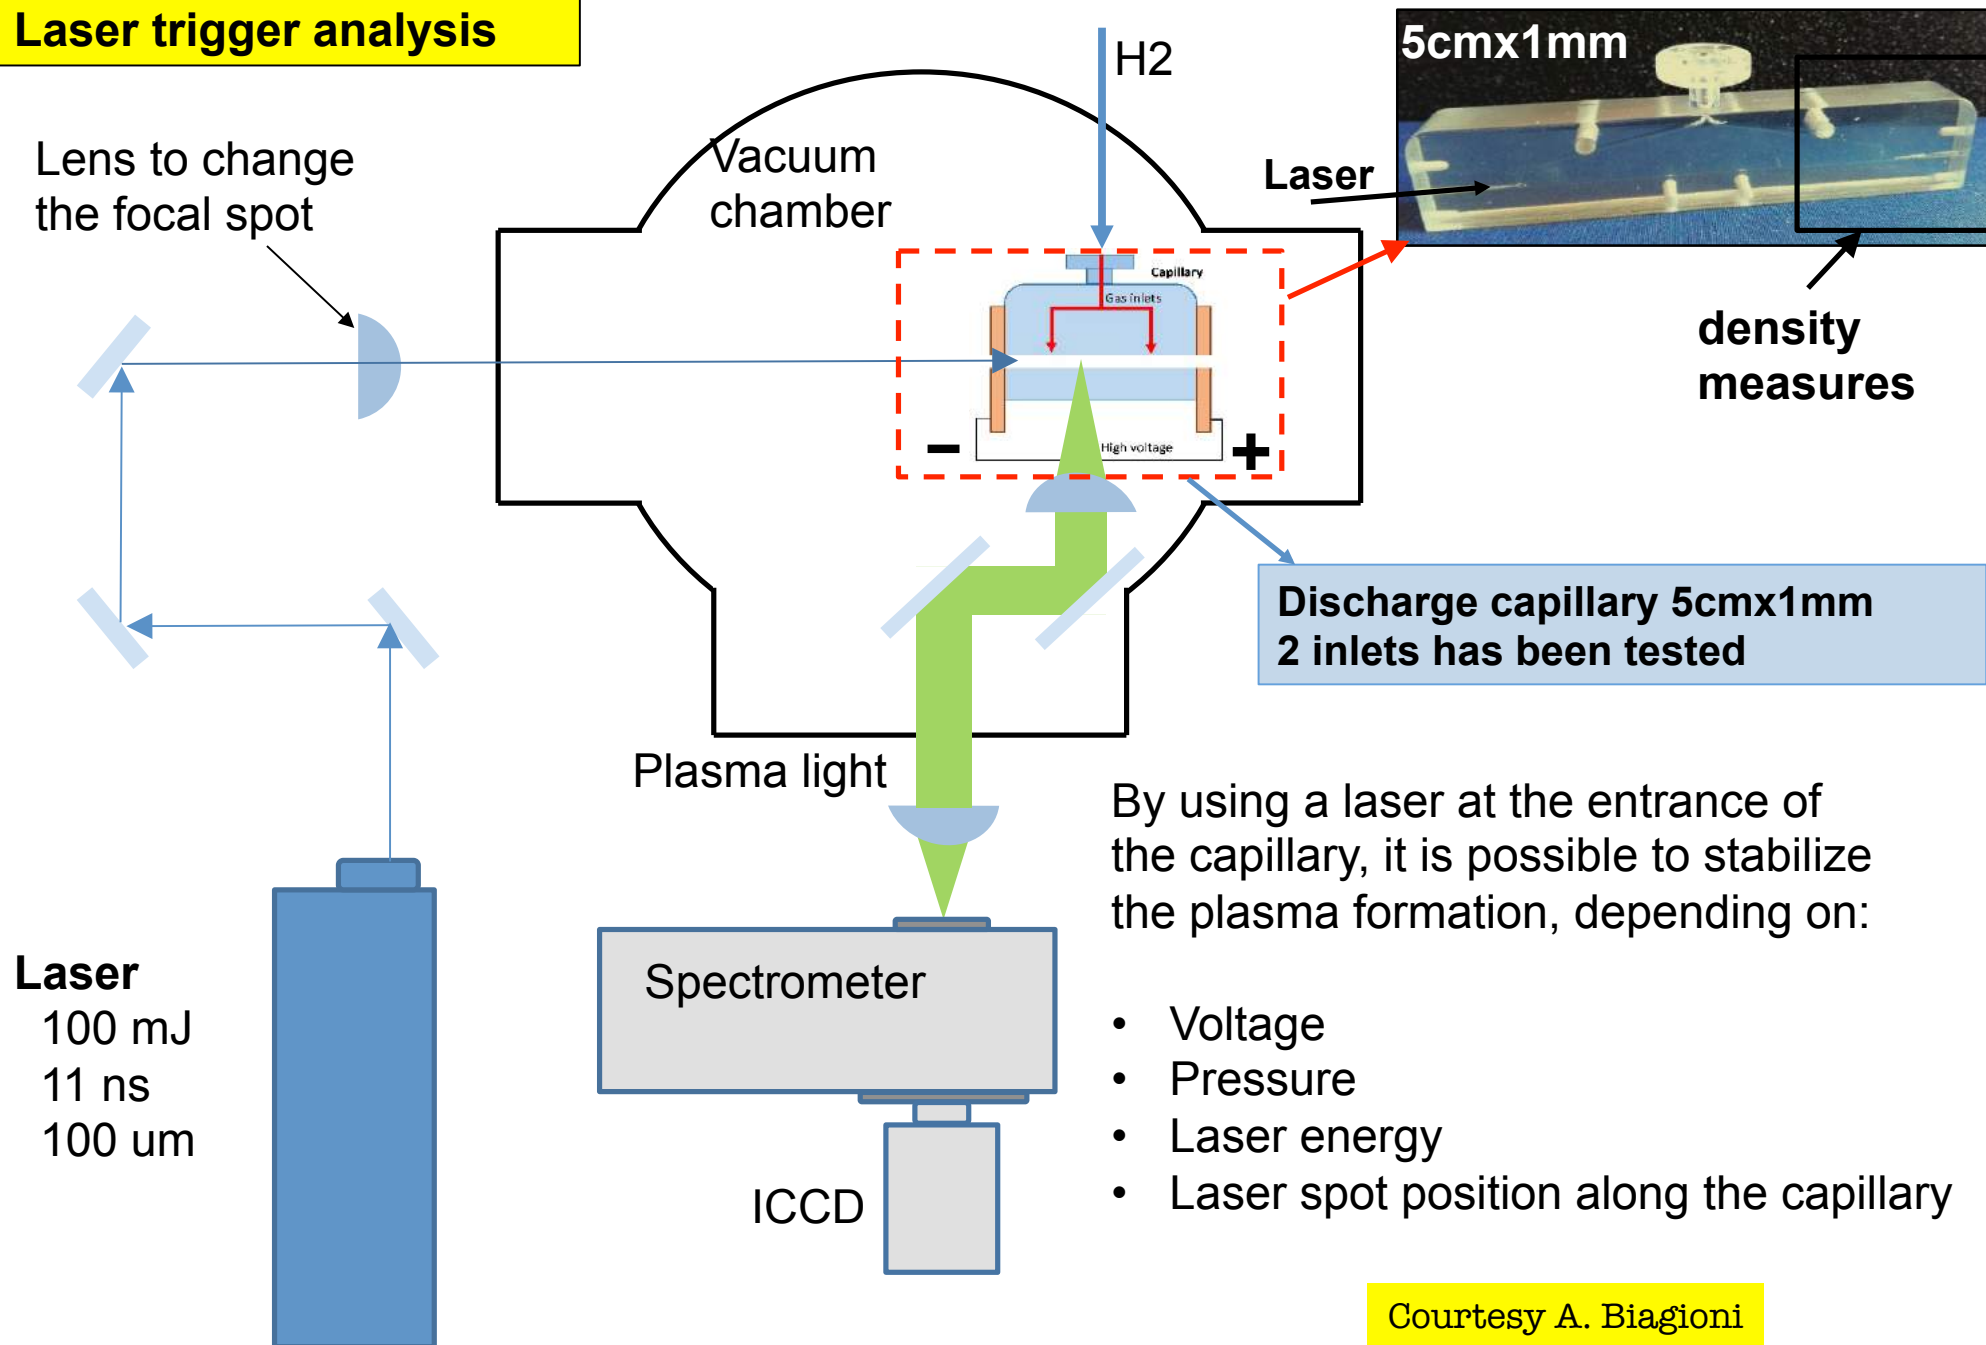 Laser trigger analysis
H2
5cmx1mm
Lens to change
the focal spot
Vacuum
chamber
Laser
Capillary
Gas inlets
density
measures
High voltage
−
+
Discharge capillary 5cmx1mm
2 inlets has been tested
Plasma light
By using a laser at the entrance of
the capillary, it is possible to stabilize
the plasma formation, depending on:
• Voltage
• Pressure
• Laser energy
• Laser spot position along the capillary
Laser
100 mJ
11 ns
100 um
Spectrometer
ICCD
Courtesy A. Biagioni